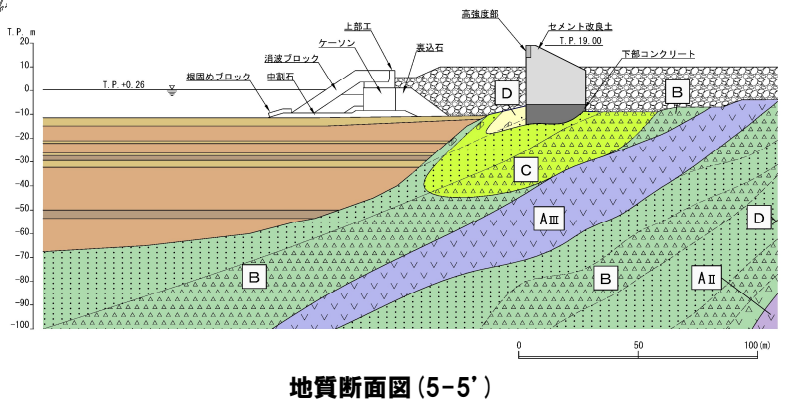 T.P. m
20
10
0
-10
-20
-30
-40
-50
-60
-70
-80
-90
-100
T.P.+0.26
根固めブロック
中割石
消波ブロック
ケーソン
上部工
裏込石
高強度部
セメント改良土
T.P.19.00
下部コンクリート
D
B
C
AⅢ
D
B
B
AⅡ
0
50
100(m)
地質断面図(5-5')